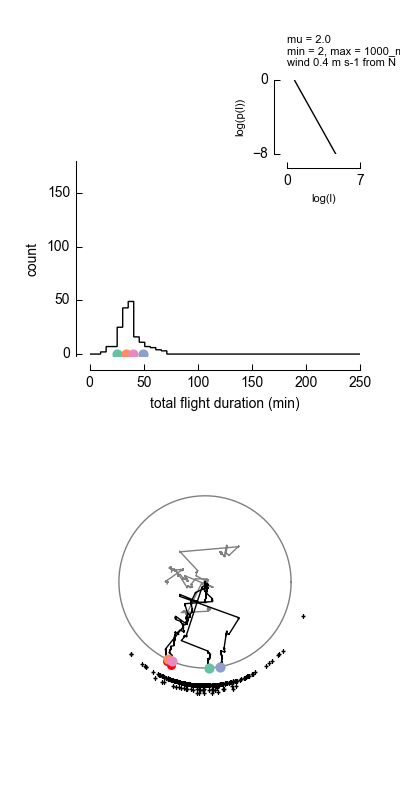 mu = 2.0
min = 2, max = 1000_m
wind 0.4 m s-1 from N
0
log(p(l))
−8
0 7
log(l)
150
100
50
0
count
0 50 100 150 200 250
total flight duration (min)